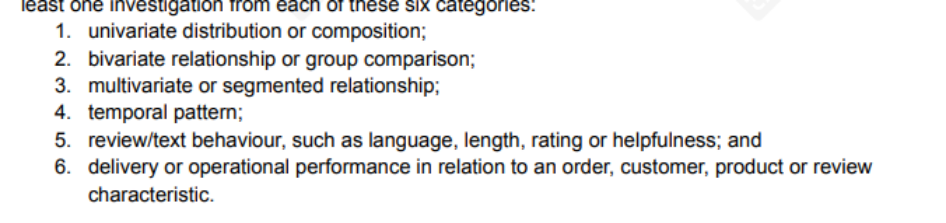 least one investigation from each of these six categories:
1. univariate distribution or composition;
2. bivariate relationship or group comparison;
3. multivariate or segmented relationship;
4. temporal pattern;
5. review/text behaviour, such as language, length, rating or helpfulness; and
6. delivery or operational performance in relation to an order, customer, product or review
characteristic.